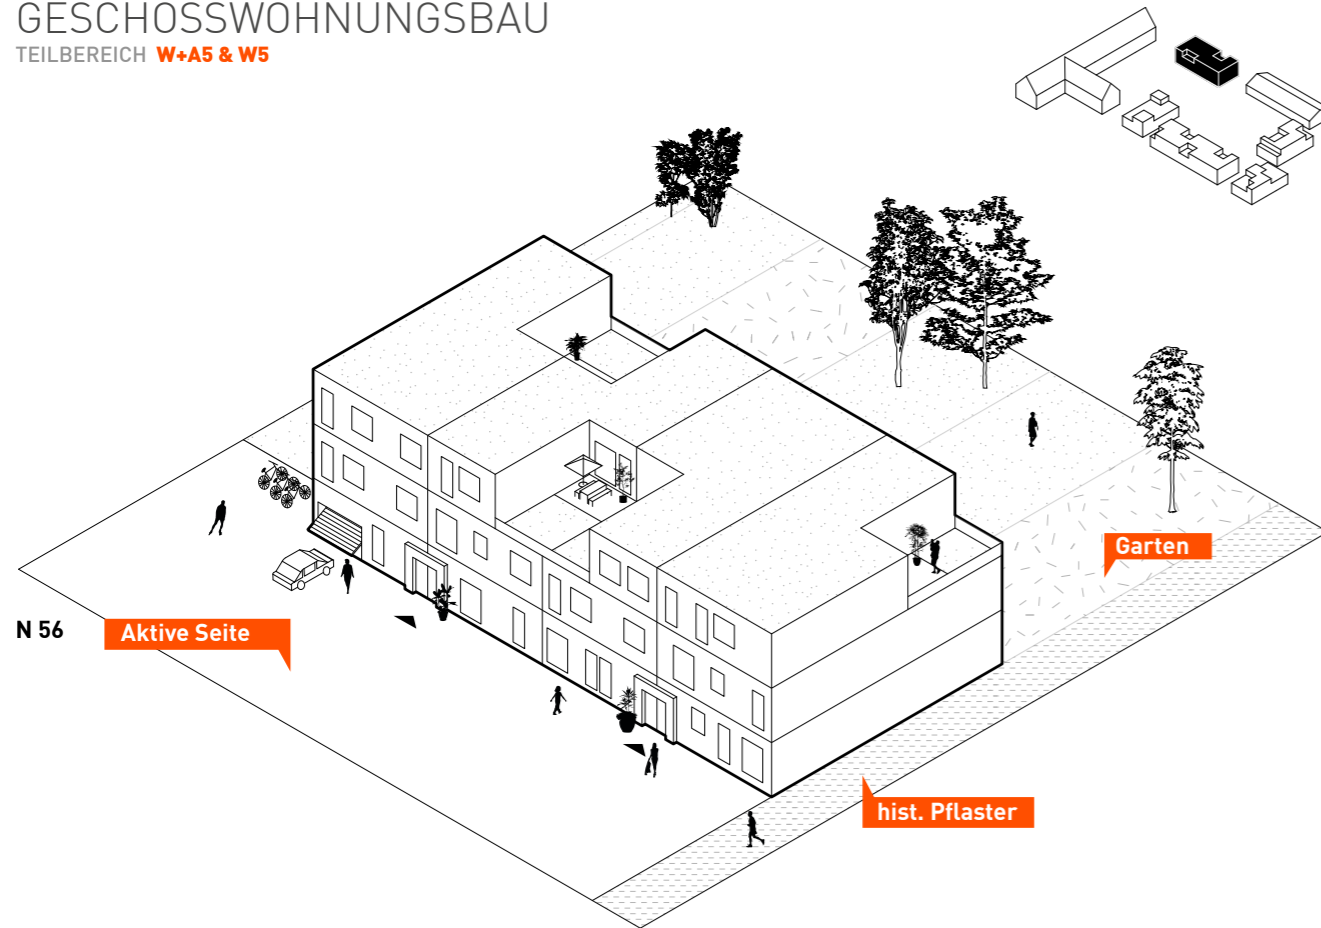 GESCHOSSWOHNUNGSBAU
TEILBEREICH W+A5 & W5
Garten
N 56
Aktive Seite
hist. Pflaster